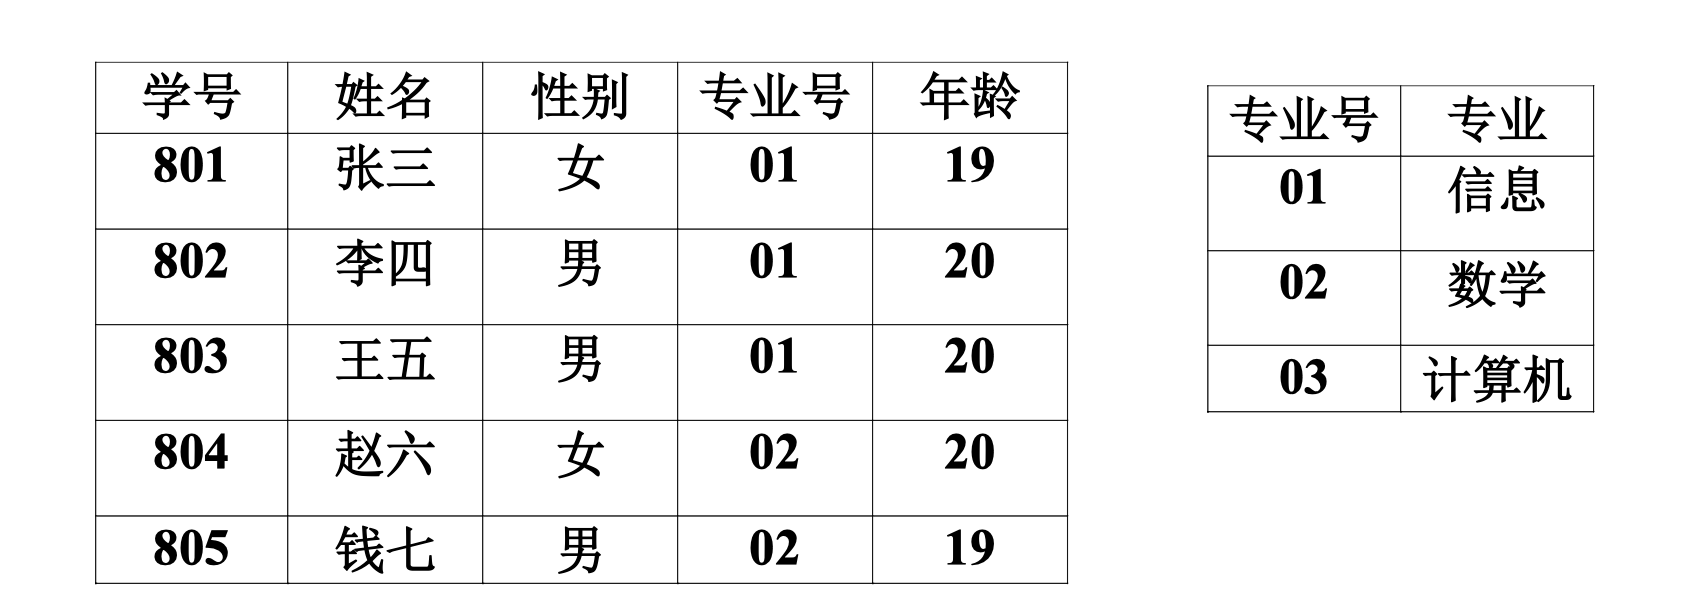 学号 姓名 性别 专业号 年龄
801 张三 女 01 19
802 李四 男 01 20
803 王五 男 01 20
804 赵六 女 02 20
805 钱七 男 02 19
专业号 专业
01 信息
02 数学
03 计算机